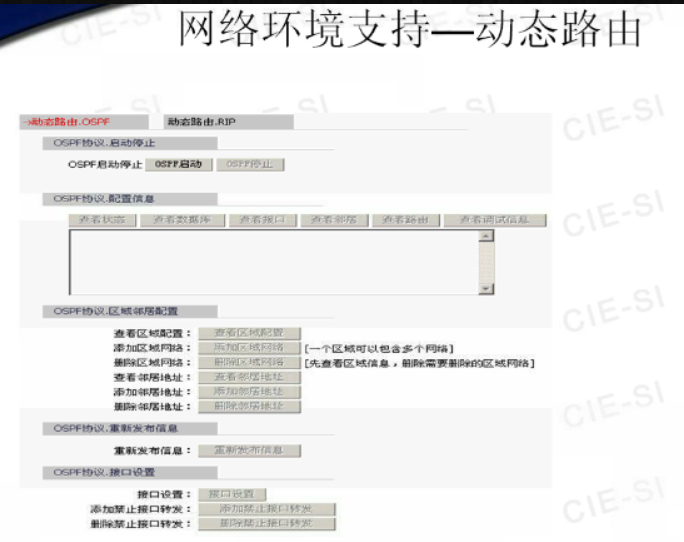 网络环境支持—动态路由
->动态路由.OSPF 动态路由.RIP
OSPF协议.启动停止
OSPF启动停止 OSPF启动 OSPF停止
OSPF协议.配置信息
查看状态 查看数据库 查看接口 查看邻居 查看路由 查看调试信息
OSPF协议.区域邻居配置
查看区域配置： 查看区域配置
添加区域网络： 添加区域网络 [一个区域可以包含多个网络]
删除区域网络： 删除区域网络 [先查看区域信息，删除需要删除的区域网络]
查看邻居地址： 查看邻居地址
添加邻居地址： 添加邻居地址
删除邻居地址： 删除邻居地址
OSPF协议.重新发布信息
重新发布信息： 重新发布信息
OSPF协议.接口设置
接口设置： 接口设置
添加禁止接口转发： 添加禁止接口转发
删除禁止接口转发： 删除禁止接口转发
CIE-SI
CIE-SI
CIE-SI
CIE-SI
CIE-SI